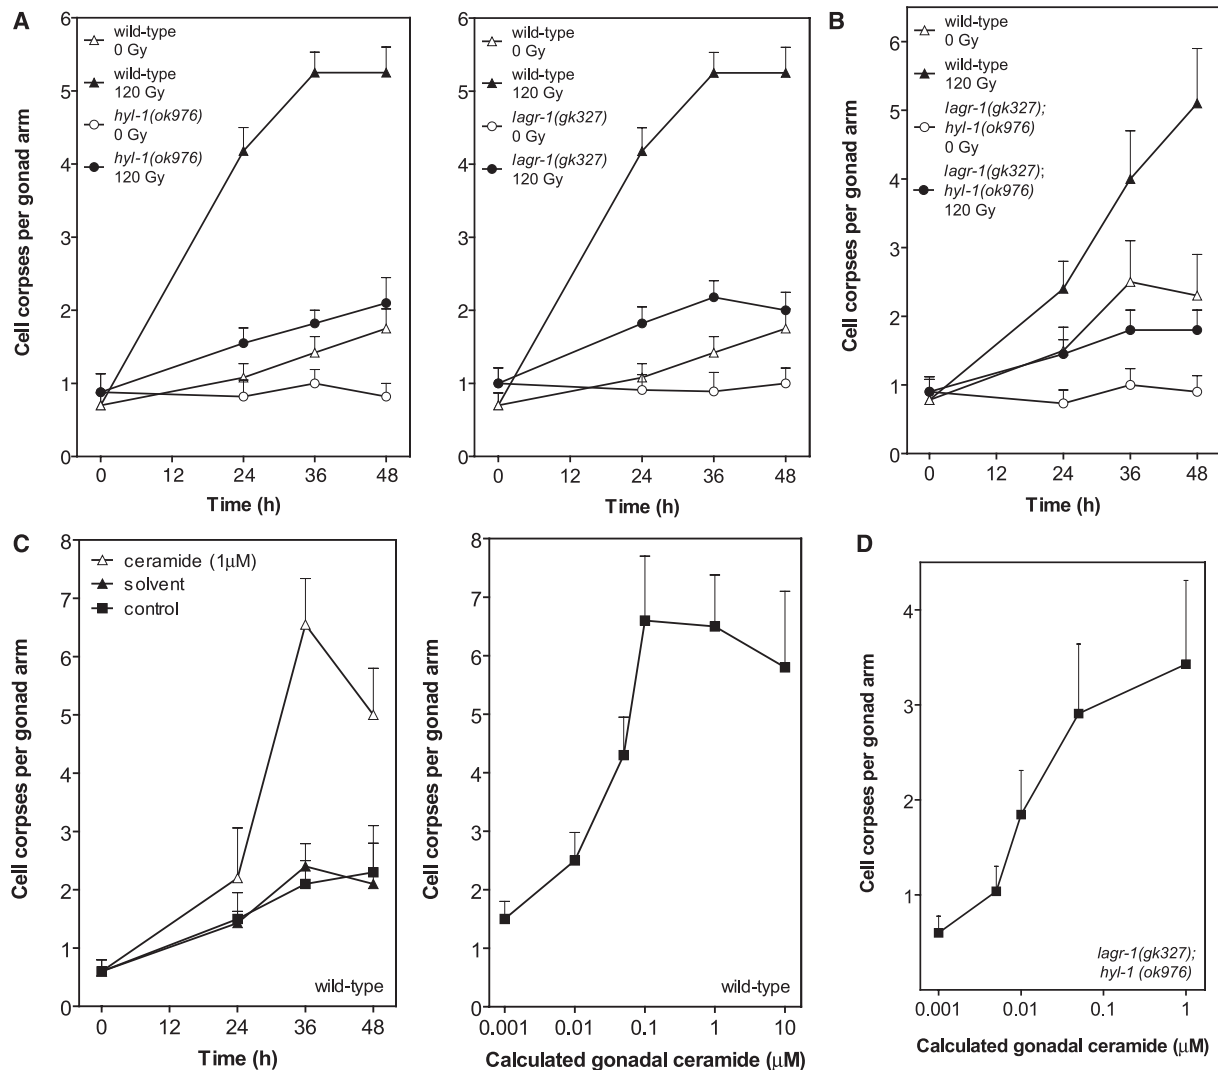 A
Cell corpses per gonad arm
6
5
4
3
2
1
0
wild-type
0 Gy
wild-type
120 Gy
hyl-1(ok976)
0 Gy
hyl-1(ok976)
120 Gy
0 12 24 36 48
Time (h)
6
5
4
3
2
1
0
wild-type
0 Gy
wild-type
120 Gy
lagr-1(gk327)
0 Gy
lagr-1(gk327)
120 Gy
0 12 24 36 48
Time (h)
B
Cell corpses per gonad arm
6
5
4
3
2
1
0
wild-type
0 Gy
wild-type
120 Gy
lagr-1(gk327);
hyl-1(ok976)
0 Gy
lagr-1(gk327);
hyl-1(ok976)
120 Gy
0 12 24 36 48
Time (h)
C
Cell corpses per gonad arm
8
7
6
5
4
3
2
1
0
ceramide (1μM)
solvent
control
wild-type
0 12 24 36 48
Time (h)
Cell corpses per gonad arm
8
7
6
5
4
3
2
1
0
wild-type
0.001 0.01 0.1 1 10
Calculated gonadal ceramide (μM)
D
Cell corpses per gonad arm
4
3
2
1
lagr-1(gk327);
hyl-1 (ok976)
0.001 0.01 0.1 1
Calculated gonadal ceramide (μM)